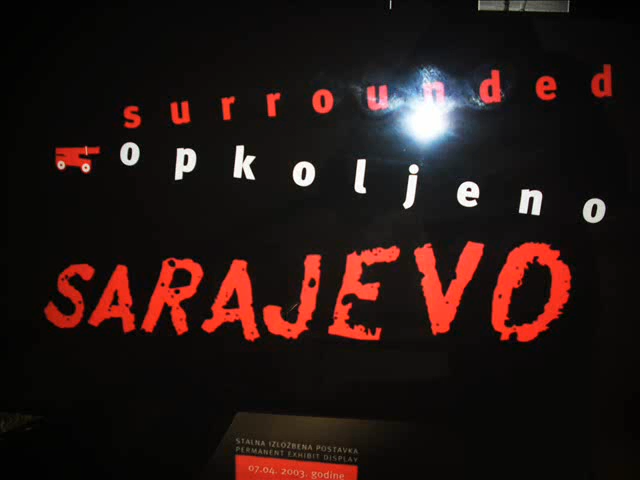 surrounded
opkoljeno
SARAJEVO
STALNA IZLOŽBENA POSTAVKA
PERMANENT EXHIBIT DISPLAY
07.04. 2003. godine